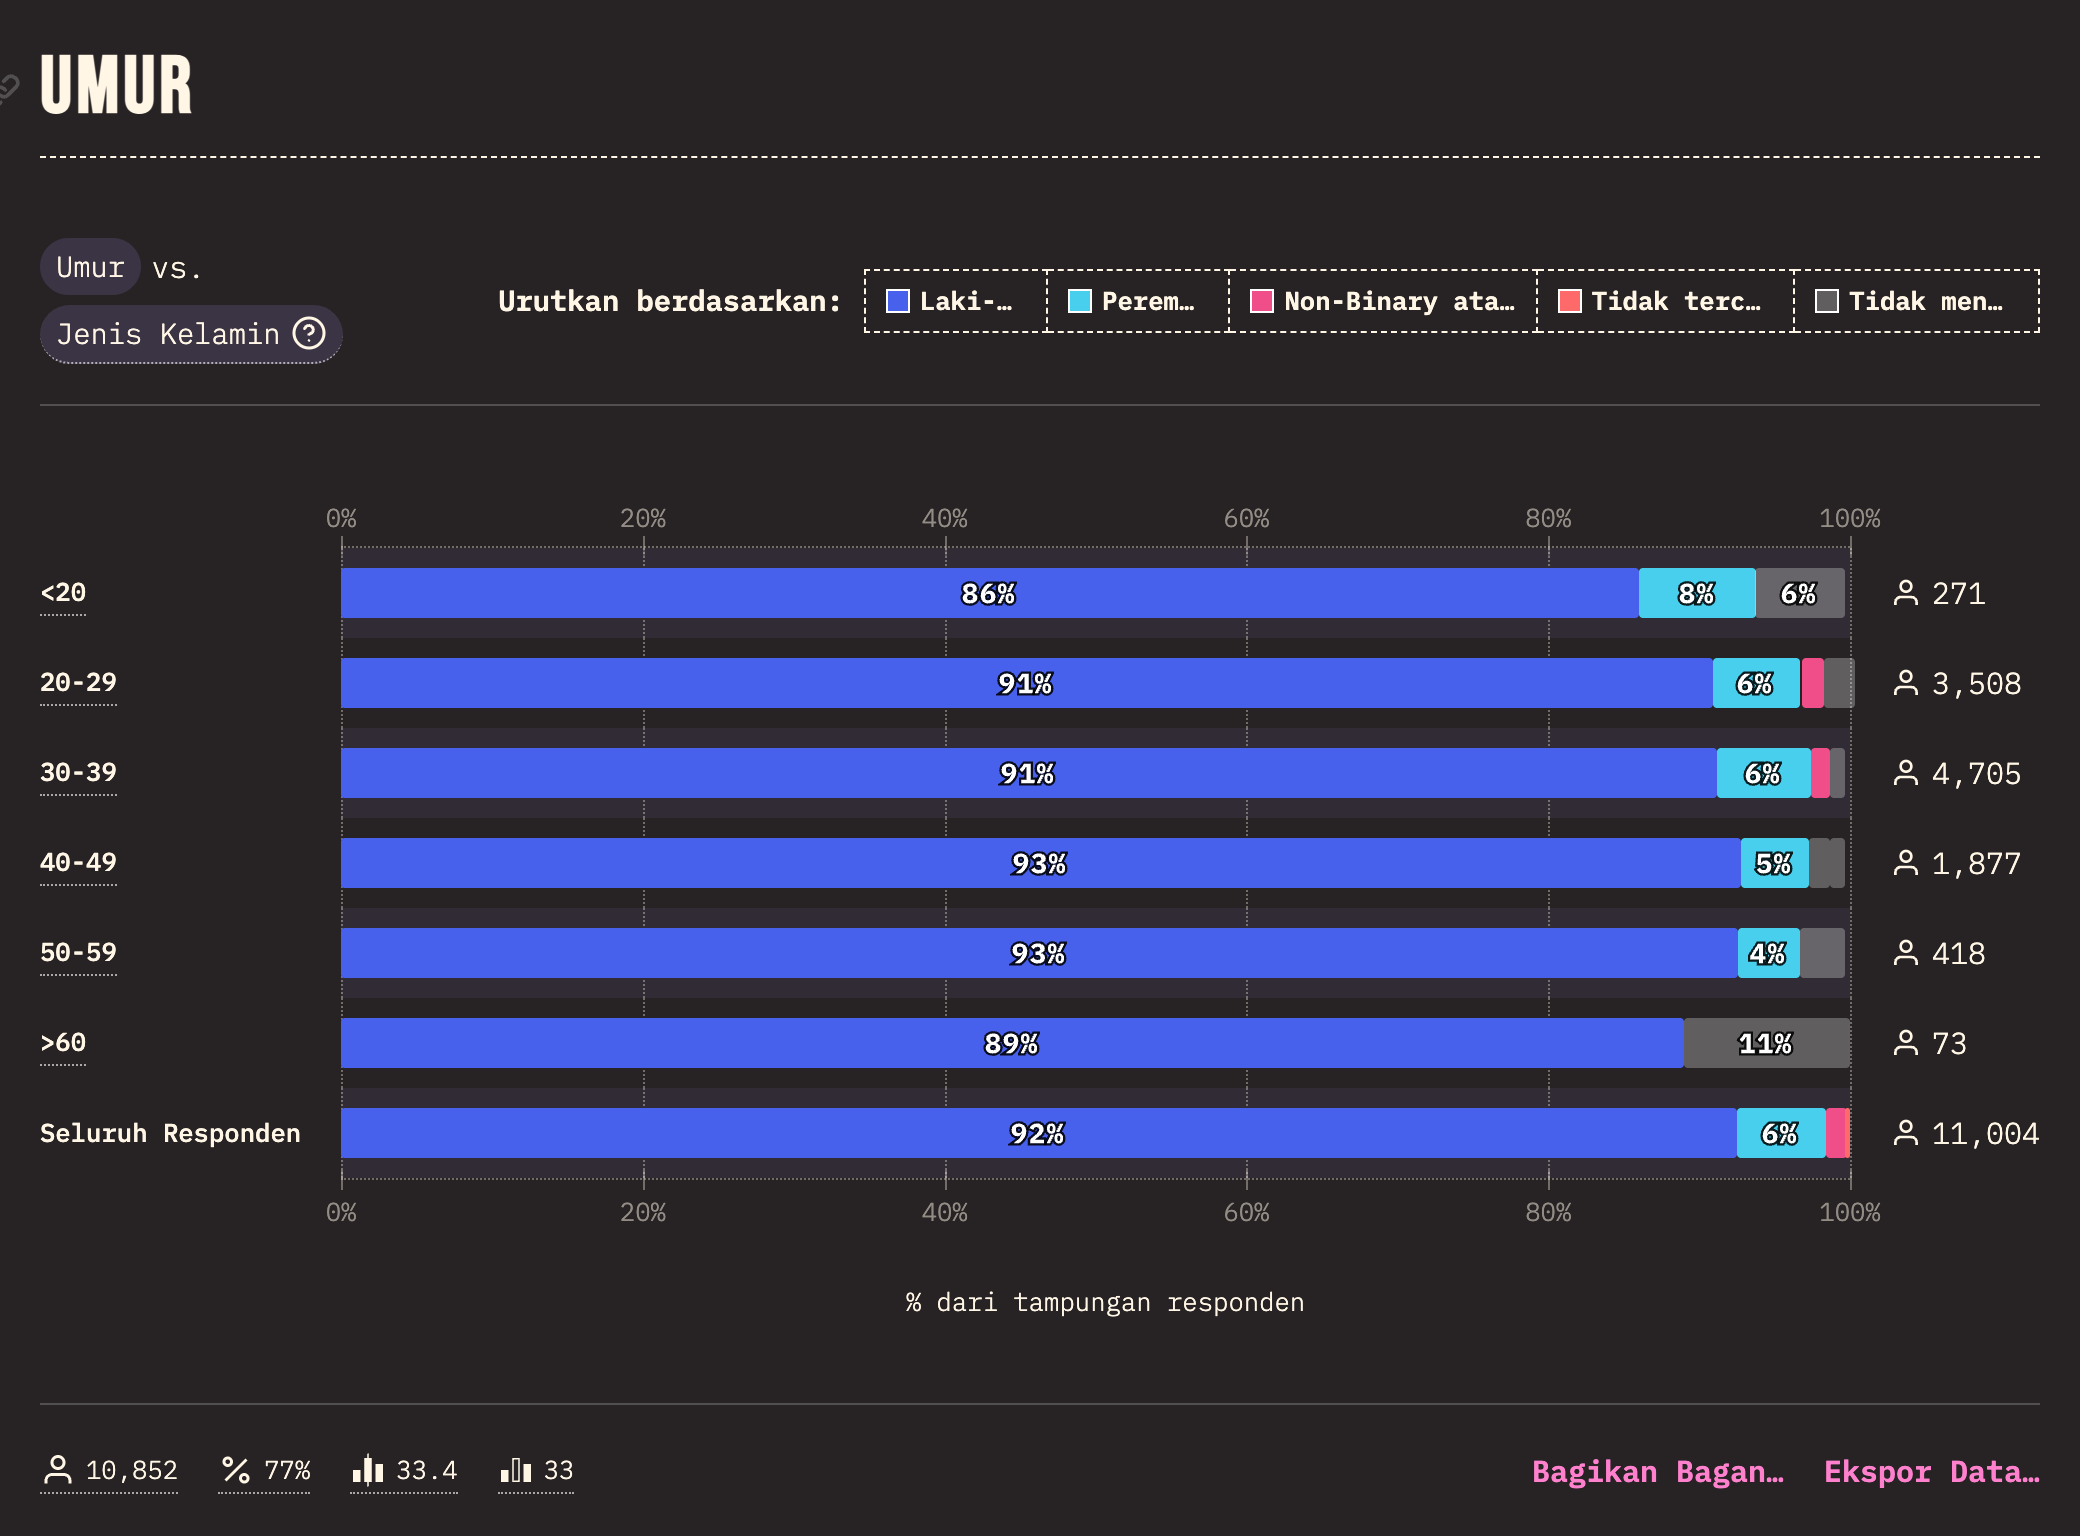 UMUR
Umur vs.
Jenis Kelamin
Urutkan berdasarkan: Laki-… Perem… Non-Binary ata… Tidak terc… Tidak men…
0% 20% 40% 60% 80% 100%
<20 86% 8% 6% 271
20-29 91% 6% 3,508
30-39 91% 6% 4,705
40-49 93% 5% 1,877
50-59 93% 4% 418
>60 89% 11% 73
Seluruh Responden 92% 6% 11,004
0% 20% 40% 60% 80% 100%
% dari tampungan responden
10,852 77% 33.4 33 Bagikan Bagan… Ekspor Data…